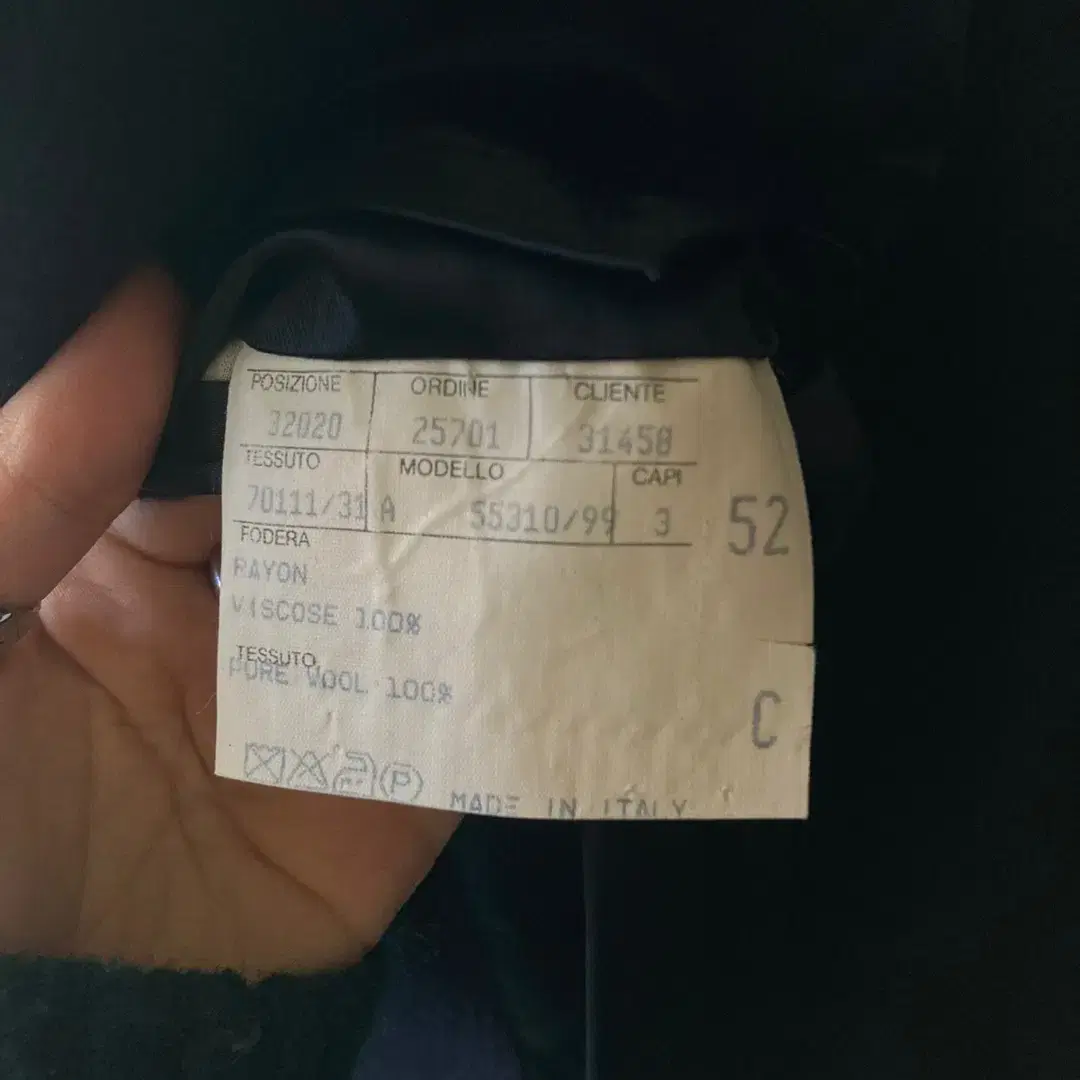 POSIZIONE ORDINE CLIENTE
32020 25701 31458
TESSUTO MODELLO CAPI
70111/31 A 55310/99 3 52
FODERA
RAYON
VISCOSE 100%
TESSUTO
PURE WOOL 100%
C
P
MADE IN ITALY